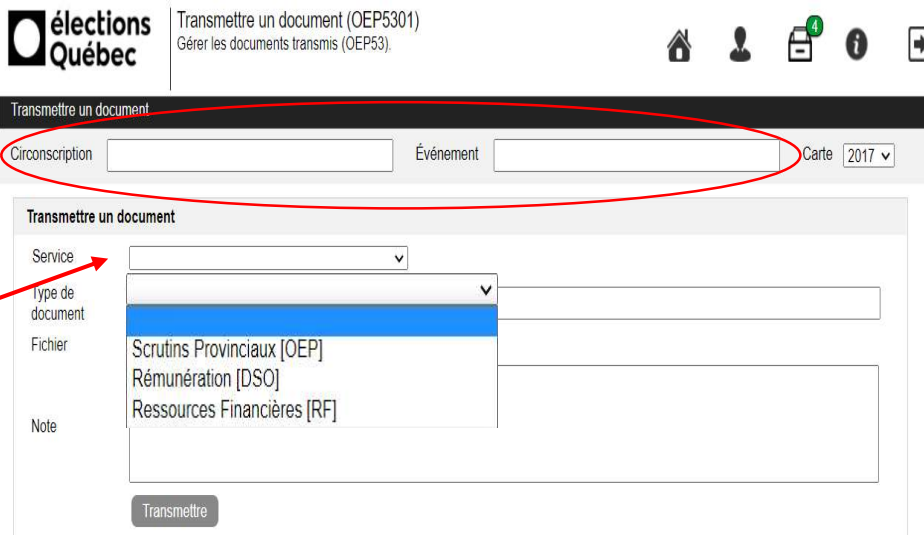 élections
Québec
Transmettre un document (OEP5301)
Gérer les documents transmis (OEP53).
4
Transmettre un document
Circonscription
Événement
Carte
2017
Transmettre un document
Service
Type de
document
Scrutins Provinciaux [OEP]
Rémunération [DSO]
Ressources Financières [RF]
Fichier
Note
Transmettre